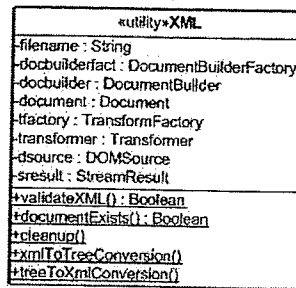 «utility»XML
-filename : String
-docbuilderfact : DocumentBuilderFactory
-docbuilder : DocumentBuilder
-document : Document
-tfactory : TransformFactory
-transformer : Transformer
-dsource : DOMSource
-sresult : StreamResult
+validateXML() : Boolean
+documentExists() : Boolean
+cleanup()
+xmlToTreeConversion()
+treeToXmlConversion()